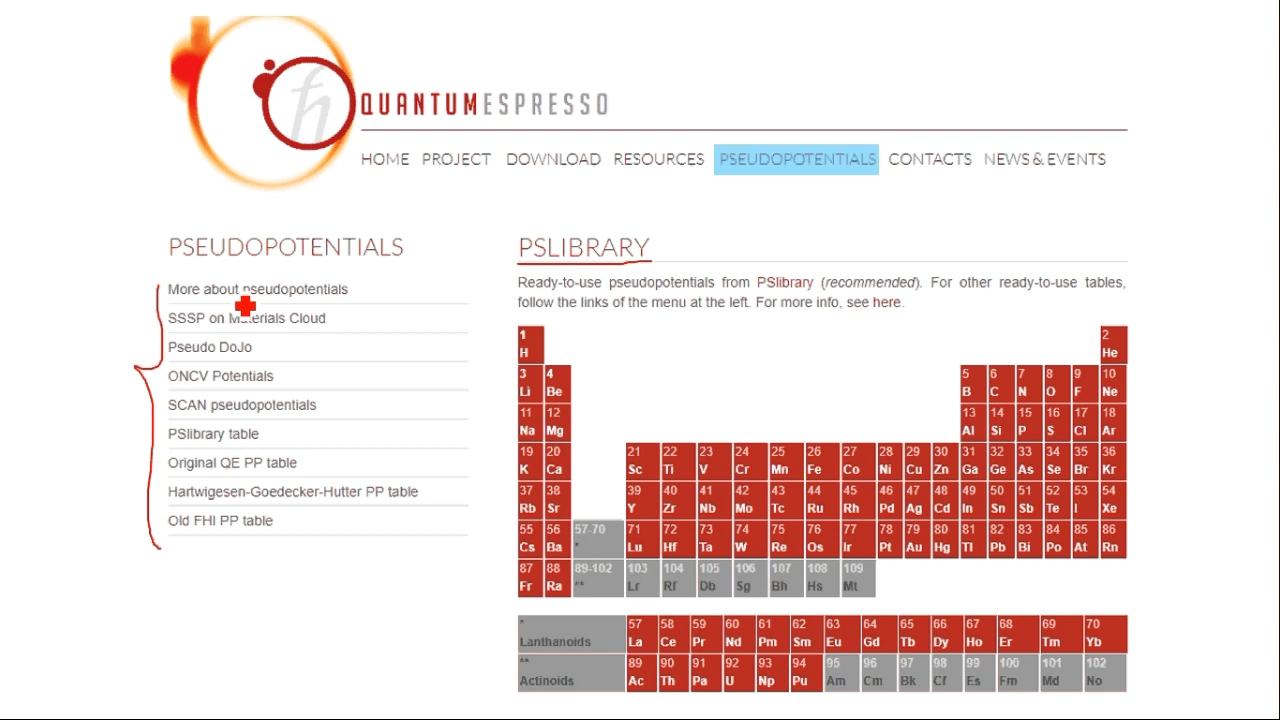 ħ
QUANTUMESPRESSO
HOME PROJECT DOWNLOAD RESOURCES PSEUDOPOTENTIALS CONTACTS NEWS & EVENTS
PSEUDOPOTENTIALS
More about pseudopotentials
SSSP on Materials Cloud
Pseudo DoJo
ONCV Potentials
SCAN pseudopotentials
PSlibrary table
Original QE PP table
Hartwigesen-Goedecker-Hutter PP table
Old FHI PP table
PSLIBRARY
Ready-to-use pseudopotentials from PSlibrary (recommended). For other ready-to-use tables,
follow the links of the menu at the left. For more info, see here.
1 2
H He
3 4 5 6 7 8 9 10
Li Be B C N O F Ne
11 12 13 14 15 16 17 18
Na Mg Al Si P S Cl Ar
19 20 21 22 23 24 25 26 27 28 29 30 31 32 33 34 35 36
K Ca Sc Ti V Cr Mn Fe Co Ni Cu Zn Ga Ge As Se Br Kr
37 38 39 40 41 42 43 44 45 46 47 48 49 50 51 52 53 54
Rb Sr Y Zr Nb Mo Tc Ru Rh Pd Ag Cd In Sn Sb Te I Xe
55 56 57-70 71 72 73 74 75 76 77 78 79 80 81 82 83 84 85 86
Cs Ba * Lu Hf Ta W Re Os Ir Pt Au Hg Tl Pb Bi Po At Rn
87 88 89-102 103 104 105 106 107 108 109
Fr Ra ** Lr Rf Db Sg Bh Hs Mt
* 57 58 59 60 61 62 63 64 65 66 67 68 69 70
Lanthanoids La Ce Pr Nd Pm Sm Eu Gd Tb Dy Ho Er Tm Yb
** 89 90 91 92 93 94 95 96 97 98 99 100 101 102
Actinoids Ac Th Pa U Np Pu Am Cm Bk Cf Es Fm Md No